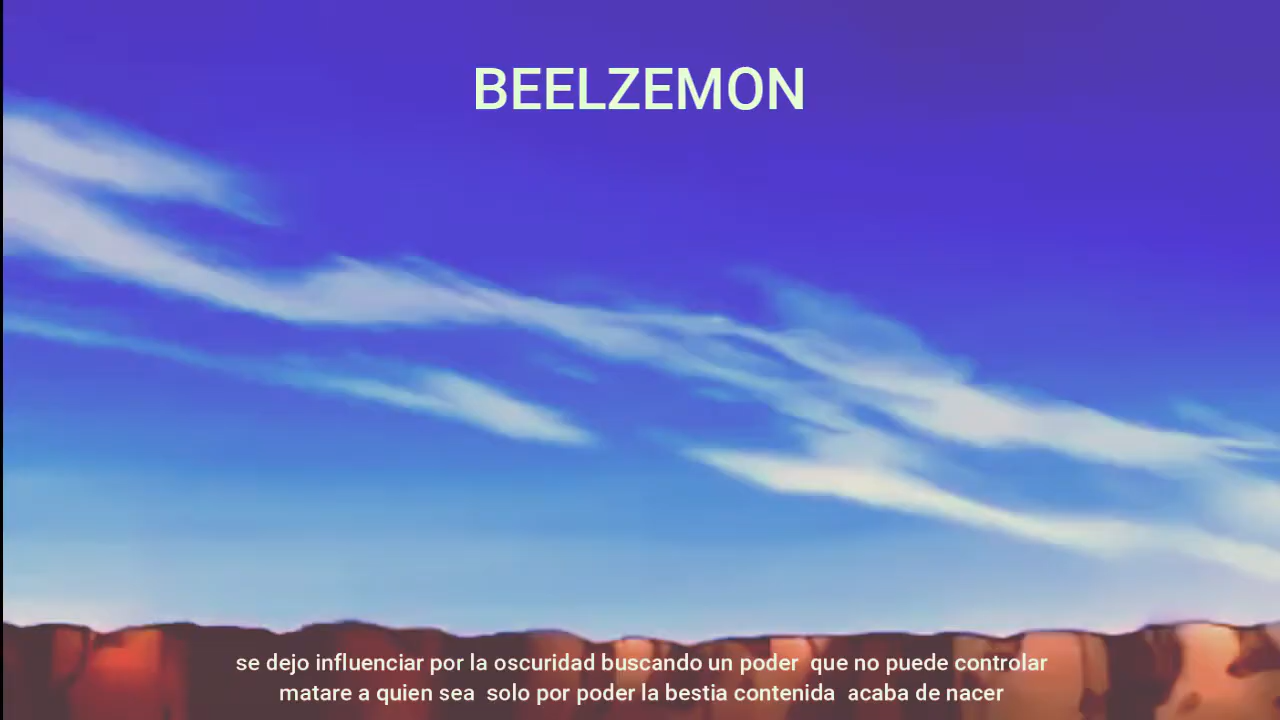 BEELZEMON
se dejo influenciar por la oscuridad buscando un poder  que no puede controlar
matare a quien sea  solo por poder la bestia contenida  acaba de nacer